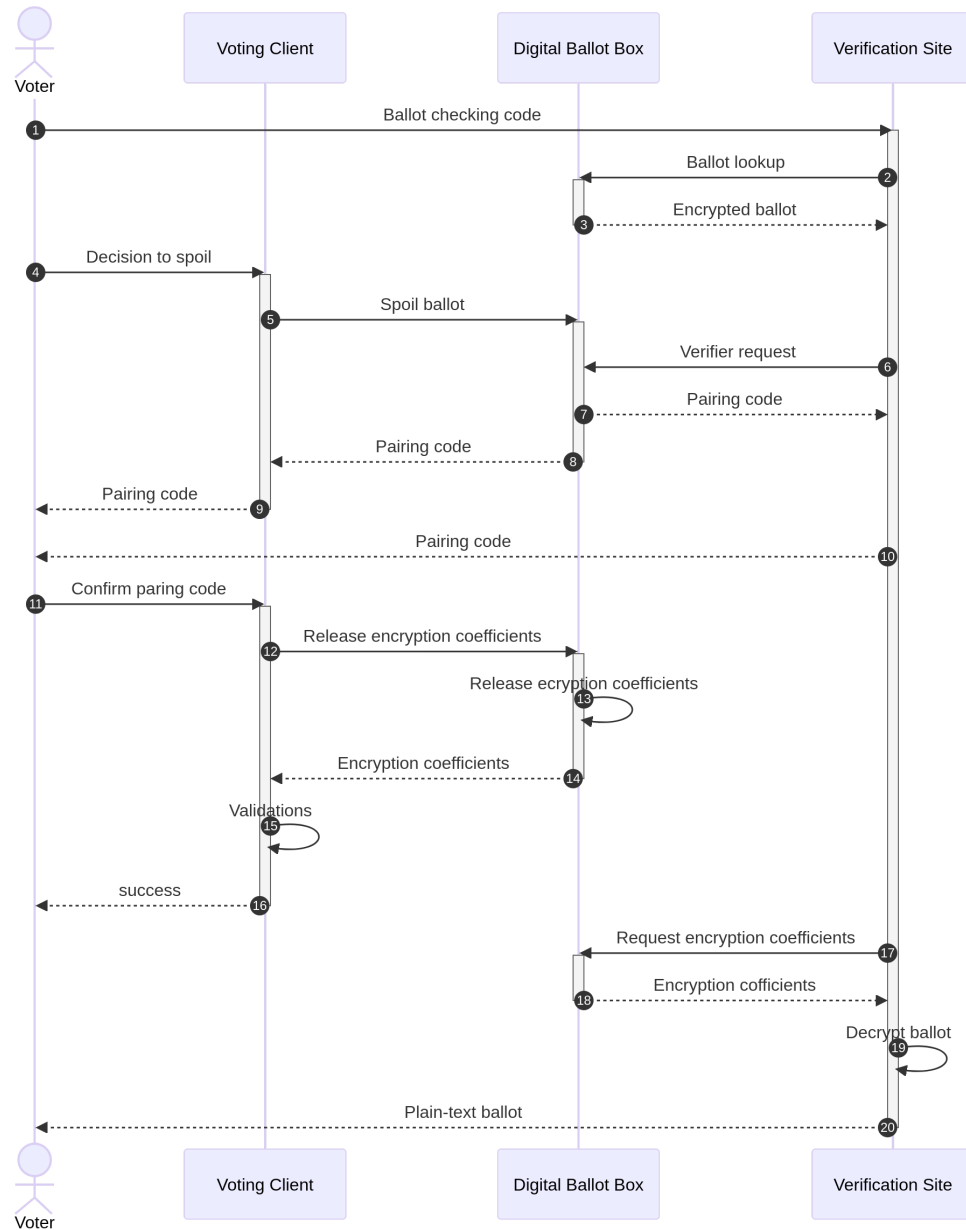 Voting Client
Digital Ballot Box
Verification Site
Voter
Ballot checking code
1
Ballot lookup
2
Encrypted ballot
3
Decision to spoil
4
Spoil ballot
5
Verifier request
6
Pairing code
7
Pairing code
8
Pairing code
9
Pairing code
10
Confirm paring code
11
Release encryption coefficients
12
Release ecryption coefficients
13
Encryption coefficients
14
Validations
15
success
16
Request encryption coefficients
17
Encryption cofficients
18
Decrypt ballot
19
Plain-text ballot
20
Voting Client
Digital Ballot Box
Verification Site
Voter